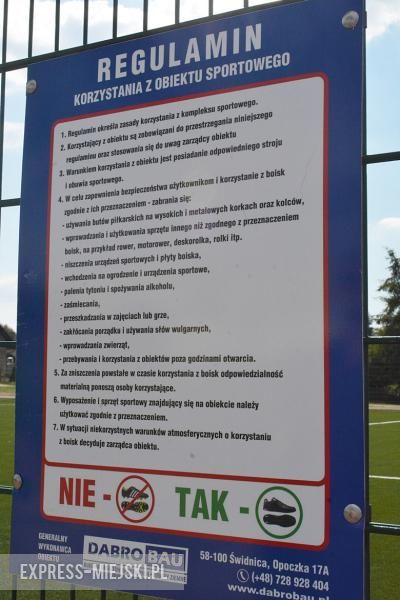 REGULAMIN
KORZYSTANIA Z OBIEKTU SPORTOWEGO
1. Regulamin określa zasady korzystania z kompleksu sportowego.
2. Korzystający z obiektu są zobowiązani do przestrzegania niniejszego
regulaminu oraz stosowania się do uwag zarządcy obiektu
3. Warunkiem korzystania z obiektu jest posiadanie odpowiedniego stroju
i obuwia sportowego.
4. W celu zapewnienia bezpieczeństwa użytkownikom i korzystanie z boisk
zgodnie z ich przeznaczeniem - zabrania się:
- używania butów piłkarskich na wysokich i metalowych korkach oraz kolców,
- wprowadzania i użytkowania sprzętu innego niż zgodnego z przeznaczeniem
boisk, na przykład rower, motorower, deskorolka, rolki itp.
- niszczenia urządzeń sportowych i płyty boiska,
- wchodzenia na ogrodzenie i urządzenia sportowe,
- palenia tytoniu i spożywania alkoholu,
- zaśmiecania,
- przeszkadzania w zajęciach lub grze,
- zakłócania porządku i używania słów wulgarnych,
- wprowadzania zwierząt,
- przebywania i korzystania z obiektów poza godzinami otwarcia.
5. Za zniszczenia powstałe w czasie korzystania z boisk odpowiedzialność
materialną ponoszą osoby korzystające.
6. Wyposażenie i sprzęt sportowy znajdujący się na obiekcie należy
użytkować zgodnie z przeznaczeniem.
7. W sytuacji niekorzystnych warunków atmosferycznych o korzystaniu
z boisk decyduje zarządca obiektu.
NIE - TAK -
GENERALNY
WYKONAWCA
OBIEKTU
DABRO BAU
58-100 Świdnica, Opoczka 17A
(+48) 728 928 404
www.dabrobau
EXPRESS-MIEJSKI.PL